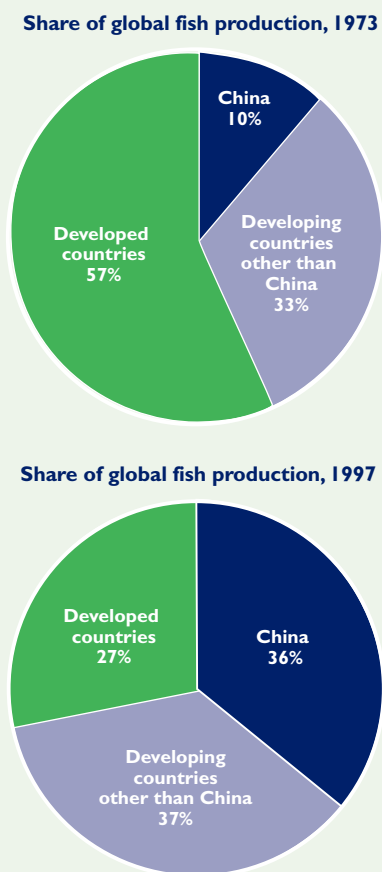 Share of global fish production, 1973
China
10%
Developing
countries
other than
China
33%
Developed
countries
57%
Share of global fish production, 1997
Developed
countries
27%
China
36%
Developing
countries
other than China
37%